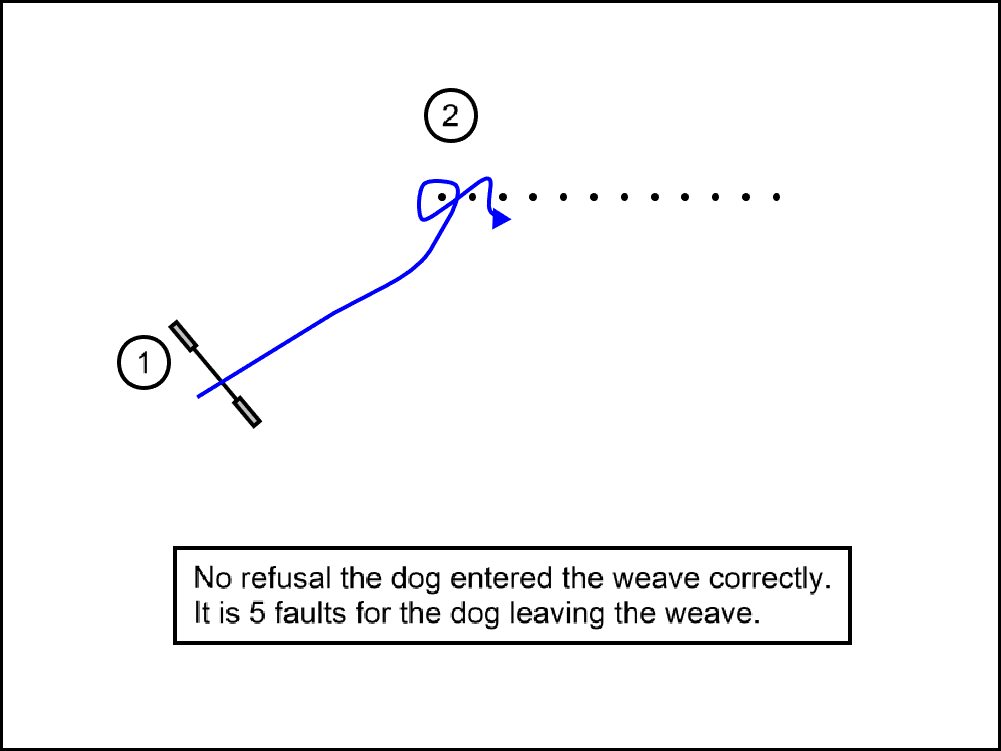 2
1
No refusal the dog entered the weave correctly.
It is 5 faults for the dog leaving the weave.